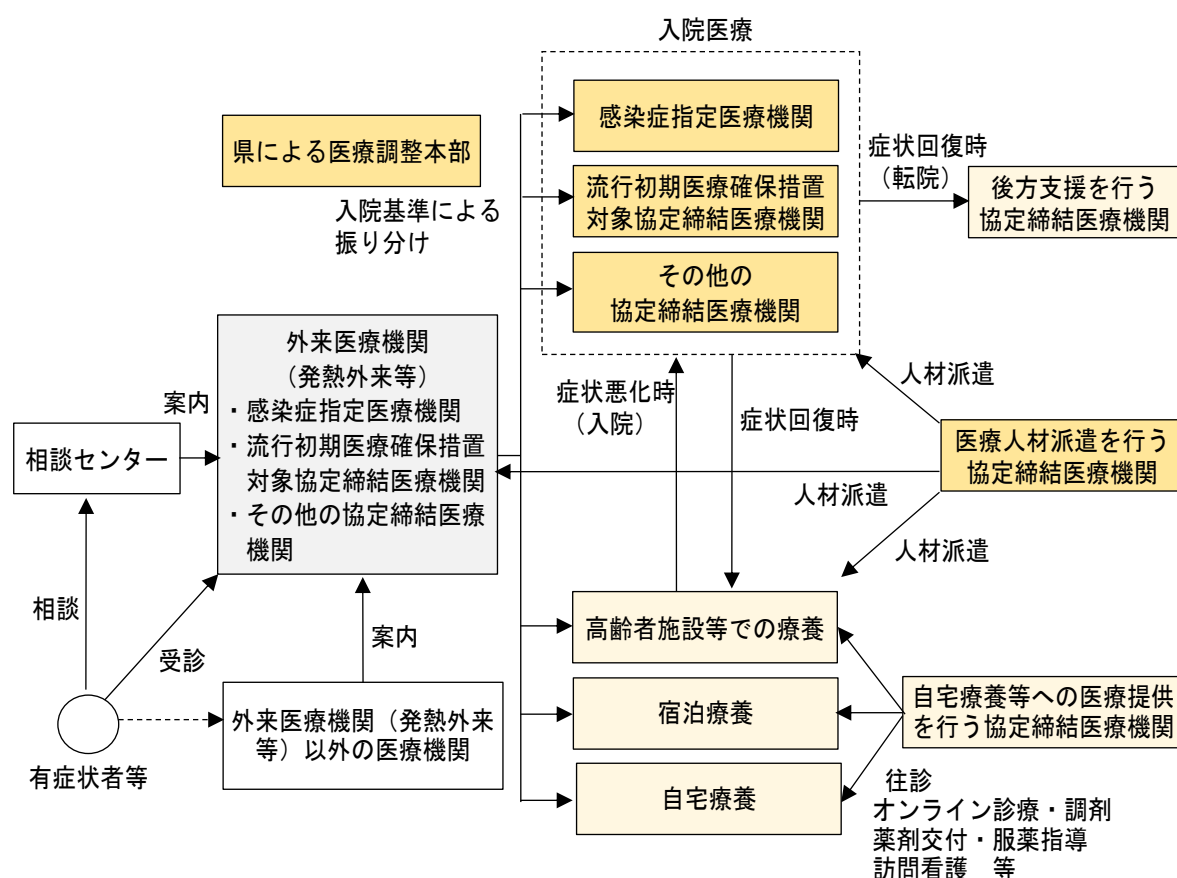 入院医療
感染症指定医療機関
県による医療調整本部
症状回復時
（転院）
流行初期医療確保措置
対象協定締結医療機関
後方支援を行う
協定締結医療機関
入院基準による
振り分け
その他の
協定締結医療機関
外来医療機関
（発熱外来等）
・感染症指定医療機関
・流行初期医療確保措置
対象協定締結医療機関
・その他の協定締結医療
機関
案内
相談センター
症状悪化時
（入院）
症状回復時
人材派遣
医療人材派遣を行う
協定締結医療機関
人材派遣
人材派遣
相談
受診
案内
高齢者施設等での療養
宿泊療養
自宅療養
自宅療養等への医療提供
を行う協定締結医療機関
外来医療機関（発熱外来
等）以外の医療機関
有症状者等
往診
オンライン診療・調剤
薬剤交付・服薬指導
訪問看護　等